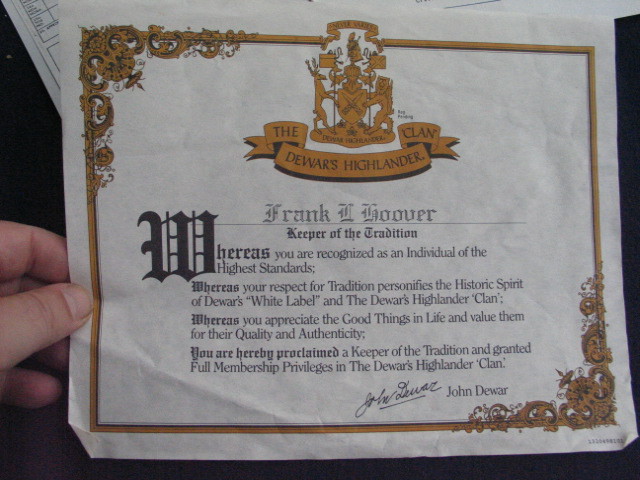 THE 'CLAN'
DEWAR HIGHLANDER
DEWAR'S HIGHLANDER
Frank L Hoover
Keeper of the Tradition
Whereas you are recognized as an Individual of the
Highest Standards;
Whereas your respect for Tradition personifies the Historic Spirit
of Dewar's "White Label" and The Dewar's Highlander 'Clan';
Whereas you appreciate the Good Things in Life and value them
for their Quality and Authenticity;
You are hereby proclaimed a Keeper of the Tradition and granted
Full Membership Privileges in The Dewar's Highlander 'Clan.'
John Dewar John Dewar